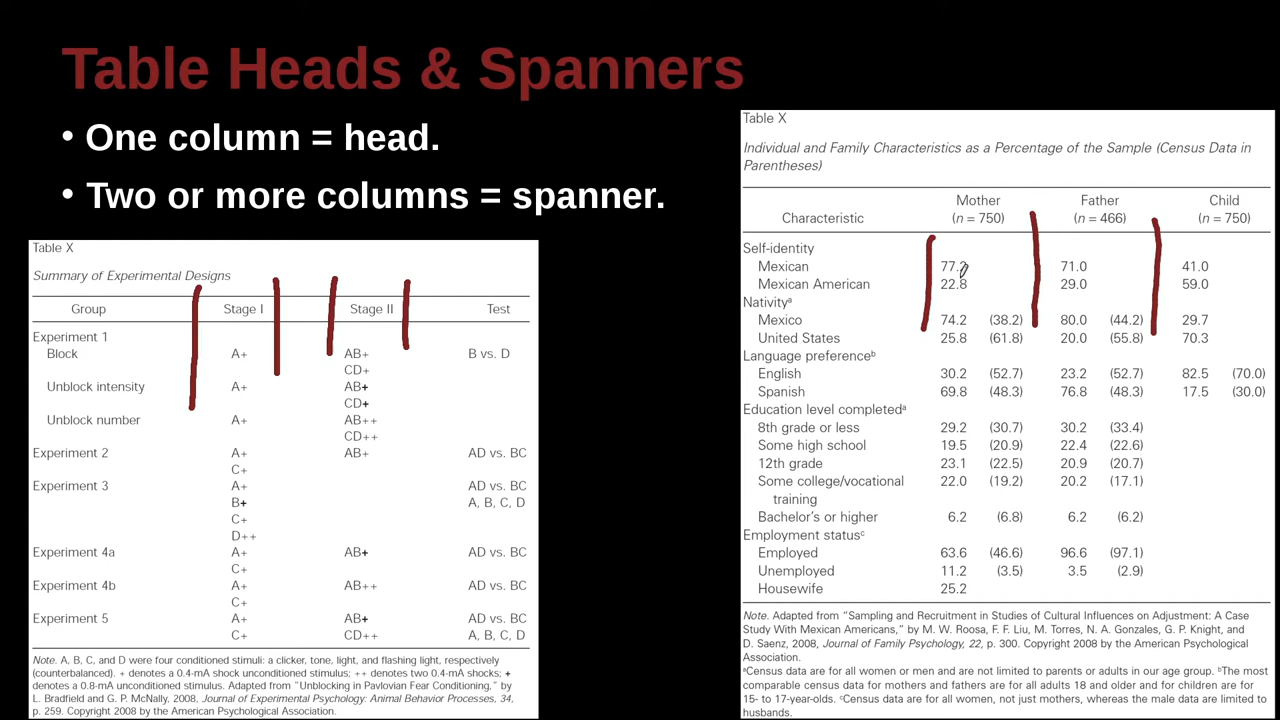 Table Heads & Spanners
• One column = head.
• Two or more columns = spanner.
Table X
Summary of Experimental Designs
Group Stage I Stage II Test
Experiment 1
Block A+ AB+ B vs. D
CD+
Unblock intensity A+ AB+
CD+
Unblock number A+ AB++
CD++
Experiment 2 A+ AB+ AD vs. BC
C+
Experiment 3 A+ AD vs. BC
B+ A, B, C, D
C+
D++
Experiment 4a A+ AB+ AD vs. BC
C+
Experiment 4b A+ AB++ AD vs. BC
C+
Experiment 5 A+ AB+ AD vs. BC
C+ CD++ A, B, C, D
Note. A, B, C, and D were four conditioned stimuli: a clicker, tone, light, and flashing light, respectively
(counterbalanced). + denotes a 0.4-mA shock unconditioned stimulus; ++ denotes two 0.4-mA shocks; +
denotes a 0.8-mA unconditioned stimulus. Adapted from "Unblocking in Pavlovian Fear Conditioning," by
L. Bradfield and G. P. McNally, 2008, Journal of Experimental Psychology: Animal Behavior Processes, 34,
p. 259. Copyright 2008 by the American Psychological Association.
Table X
Individual and Family Characteristics as a Percentage of the Sample (Census Data in
Parentheses)
Mother Father Child
Characteristic (n = 750) (n = 466) (n = 750)
Self-identity
Mexican 77.2 71.0 41.0
Mexican American 22.8 29.0 59.0
Nativityᵃ
Mexico 74.2 (38.2) 80.0 (44.2) 29.7
United States 25.8 (61.8) 20.0 (55.8) 70.3
Language preferenceᵇ
English 30.2 (52.7) 23.2 (52.7) 82.5 (70.0)
Spanish 69.8 (48.3) 76.8 (48.3) 17.5 (30.0)
Education level completedᵃ
8th grade or less 29.2 (30.7) 30.2 (33.4)
Some high school 19.5 (20.9) 22.4 (22.6)
12th grade 23.1 (22.5) 20.9 (20.7)
Some college/vocational 22.0 (19.2) 20.2 (17.1)
training
Bachelor's or higher 6.2 (6.8) 6.2 (6.2)
Employment statusᶜ
Employed 63.6 (46.6) 96.6 (97.1)
Unemployed 11.2 (3.5) 3.5 (2.9)
Housewife 25.2
Note. Adapted from "Sampling and Recruitment in Studies of Cultural Influences on Adjustment: A Case
Study With Mexican Americans," by M. W. Roosa, F. F. Liu, M. Torres, N. A. Gonzales, G. P. Knight, and
D. Saenz, 2008, Journal of Family Psychology, 22, p. 300. Copyright 2008 by the American Psychological
Association.
ᵃCensus data are for all women or men and are not limited to parents or adults in our age group. ᵇThe most
comparable census data for mothers and fathers are for all adults 18 and older and for children are for
15- to 17-year-olds. ᶜCensus data are for all women, not just mothers, whereas the male data are limited to
husbands.